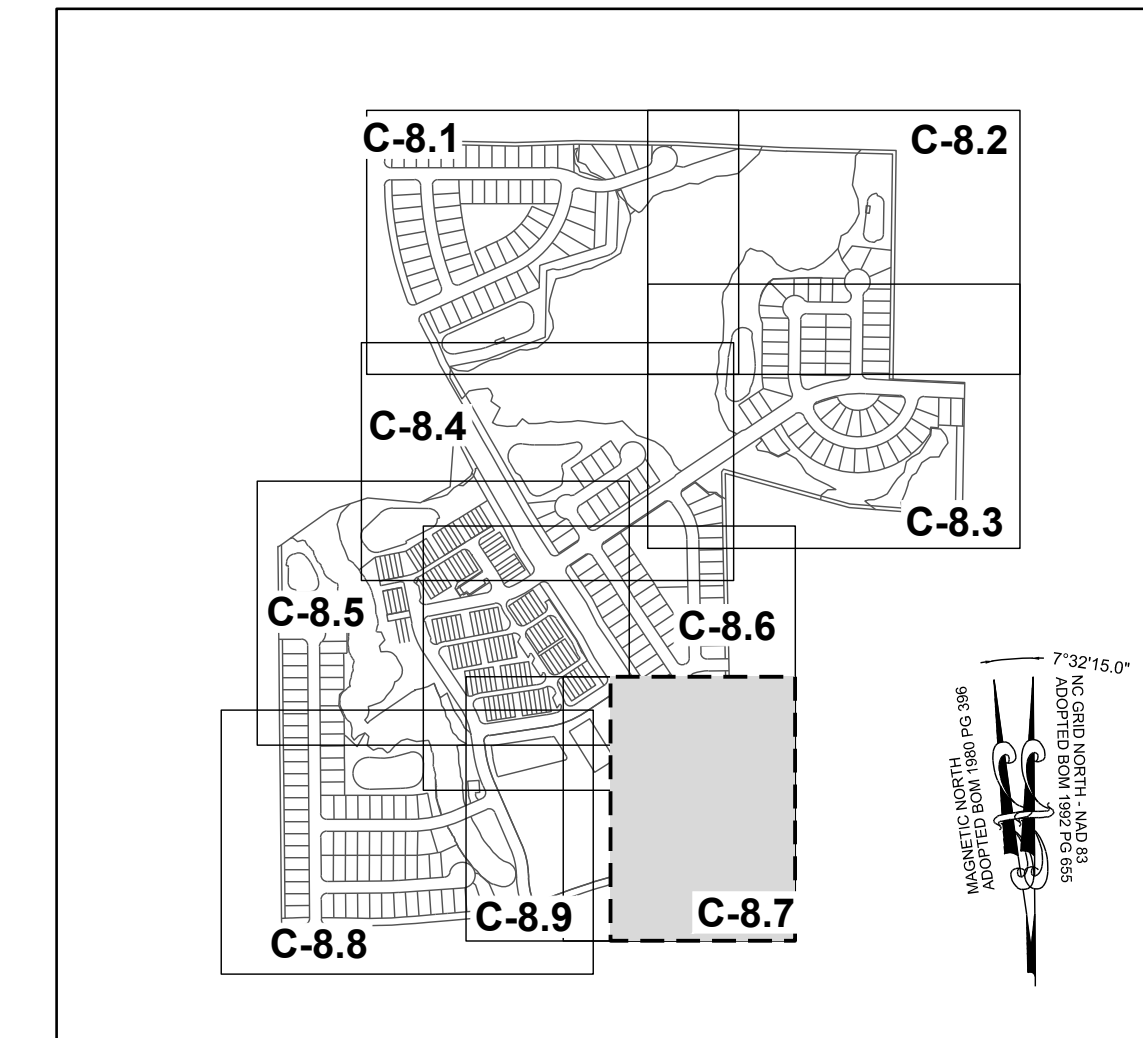 C-8.1
C-8.2
C-8.4
C-8.3
C-8.5
C-8.6
7°32'15.0"
NC GRID NORTH - NAD 83
ADOPTED BOM 1992 PG 655
MAGNETIC NORTH
ADOPTED BOM 1980 PG 396
C-8.7
C-8.9
C-8.8